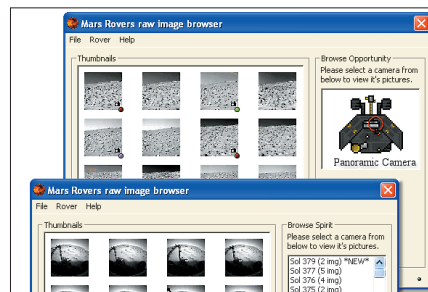 Mars Rovers raw image browser
File Rover Help
Thumbnails
Browse Opportunity
Please select a camera from
below to view it's pictures.
Panoramic Camera
Mars Rovers raw image browser
File Rover Help
Thumbnails
Browse Spirit
Please select a camera from
below to view it's pictures.
Sol 379 (2 img) *NEW*
Sol 377 (5 img)
Sol 376 (4 img)
Sol 375 (2 img)